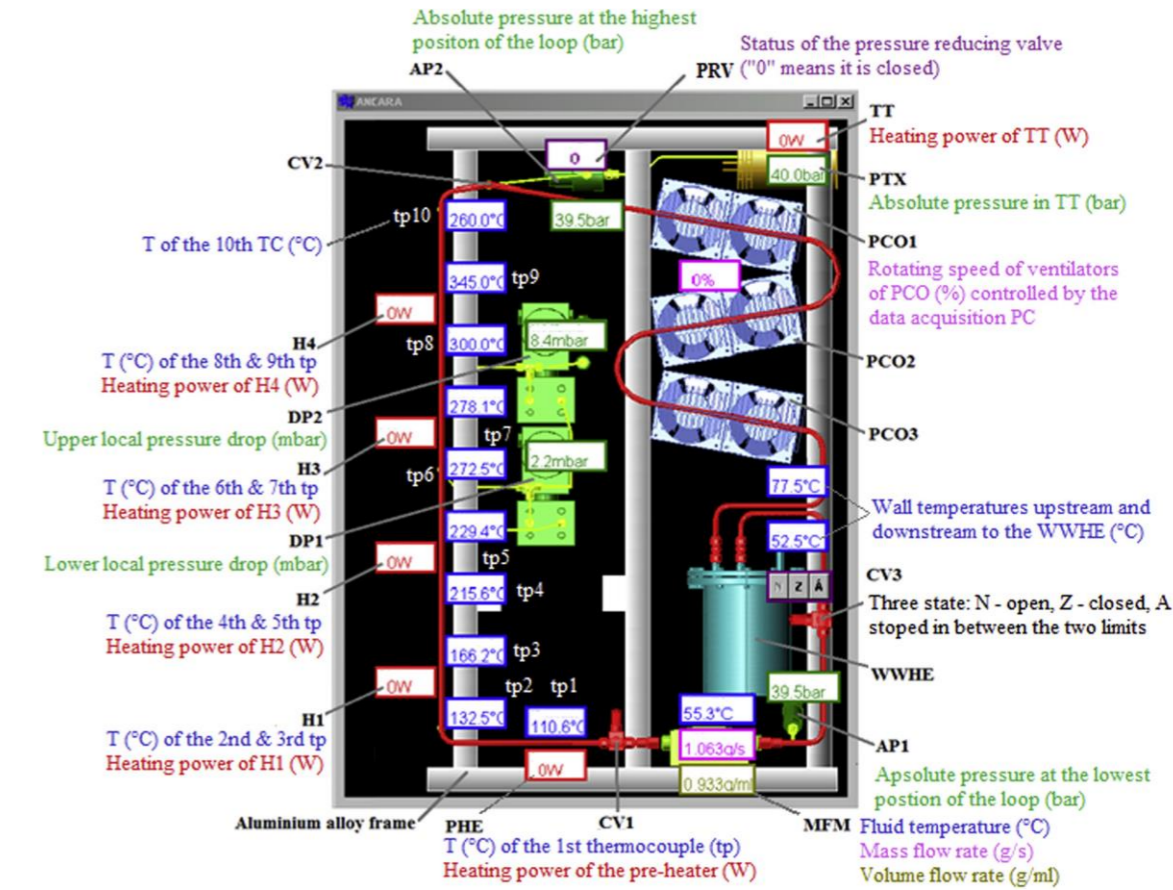 Absolute pressure at the highest
positon of the loop (bar)
AP2
Status of the pressure reducing valve
("0" means it is closed)
PRV
ANCARA
TT
Heating power of TT (W)
0W
0
CV2
40.0bar
PTX
Absolute pressure in TT (bar)
tp10
260.0°C
39.5bar
T of the 10th TC (°C)
PCO1
Rotating speed of ventilators
of PCO (%) controlled by the
data acquisition PC
345.0°C
tp9
0%
0W
H4
T (°C) of the 8th & 9th tp
Heating power of H4 (W)
tp8
300.0°C
8.4mbar
PCO2
DP2
Upper local pressure drop (mbar)
278.1°C
0W
H3
T (°C) of the 6th & 7th tp
Heating power of H3 (W)
tp7
tp6
272.5°C
2.2mbar
PCO3
77.5°C
Wall temperatures upstream and
downstream to the WWHE (°C)
52.5°C
DP1
Lower local pressure drop (mbar)
229.4°C
tp5
0W
H2
T (°C) of the 4th & 5th tp
Heating power of H2 (W)
215.6°C
tp4
CV3
N Z Á
Three state: N - open, Z - closed, A
stoped in between the two limits
166.2°C
tp3
WWHE
0W
H1
T (°C) of the 2nd & 3rd tp
Heating power of H1 (W)
tp2
tp1
132.5°C
110.6°C
55.3°C
39.5bar
AP1
Apsolute pressure at the lowest
postion of the loop (bar)
1.063g/s
0W
0.933g/ml
Aluminium alloy frame
PHE
T (°C) of the 1st thermocouple (tp)
Heating power of the pre-heater (W)
CV1
MFM
Fluid temperature (°C)
Mass flow rate (g/s)
Volume flow rate (g/ml)